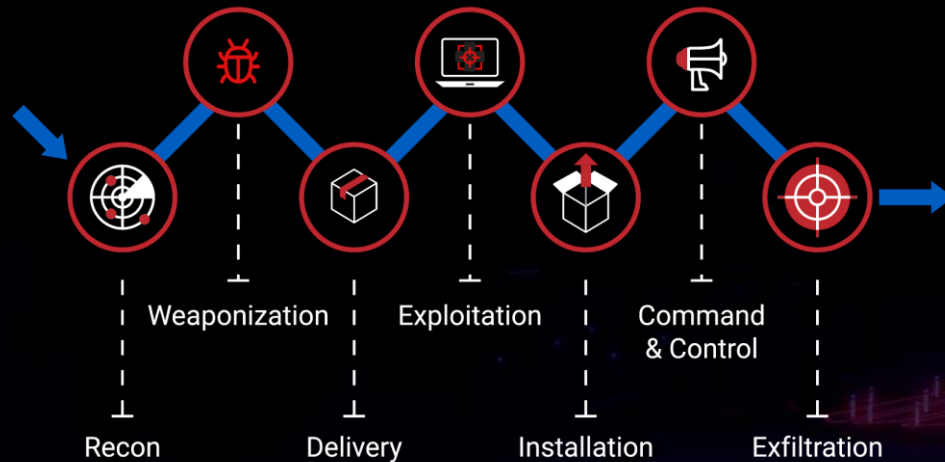 Weaponization
Exploitation
Command
& Control
Recon
Delivery
Installation
Exfiltration